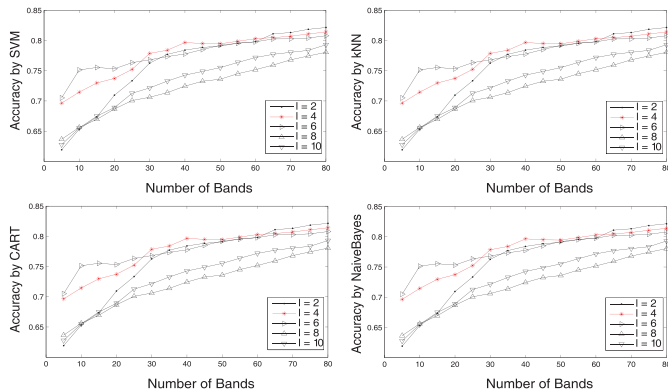 Accuracy by SVM
0.85
0.8
0.75
0.7
0.65
0 10 20 30 40 50 60 70 80
Number of Bands
l = 2
l = 4
l = 6
l = 8
l = 10
Accuracy by kNN
0.85
0.8
0.75
0.7
0.65
0 10 20 30 40 50 60 70 80
Number of Bands
l = 2
l = 4
l = 6
l = 8
l = 10
Accuracy by CART
0.85
0.8
0.75
0.7
0.65
0 10 20 30 40 50 60 70 80
Number of Bands
l = 2
l = 4
l = 6
l = 8
l = 10
Accuracy by NaiveBayes
0.85
0.8
0.75
0.7
0.65
0 10 20 30 40 50 60 70 80
Number of Bands
l = 2
l = 4
l = 6
l = 8
l = 10